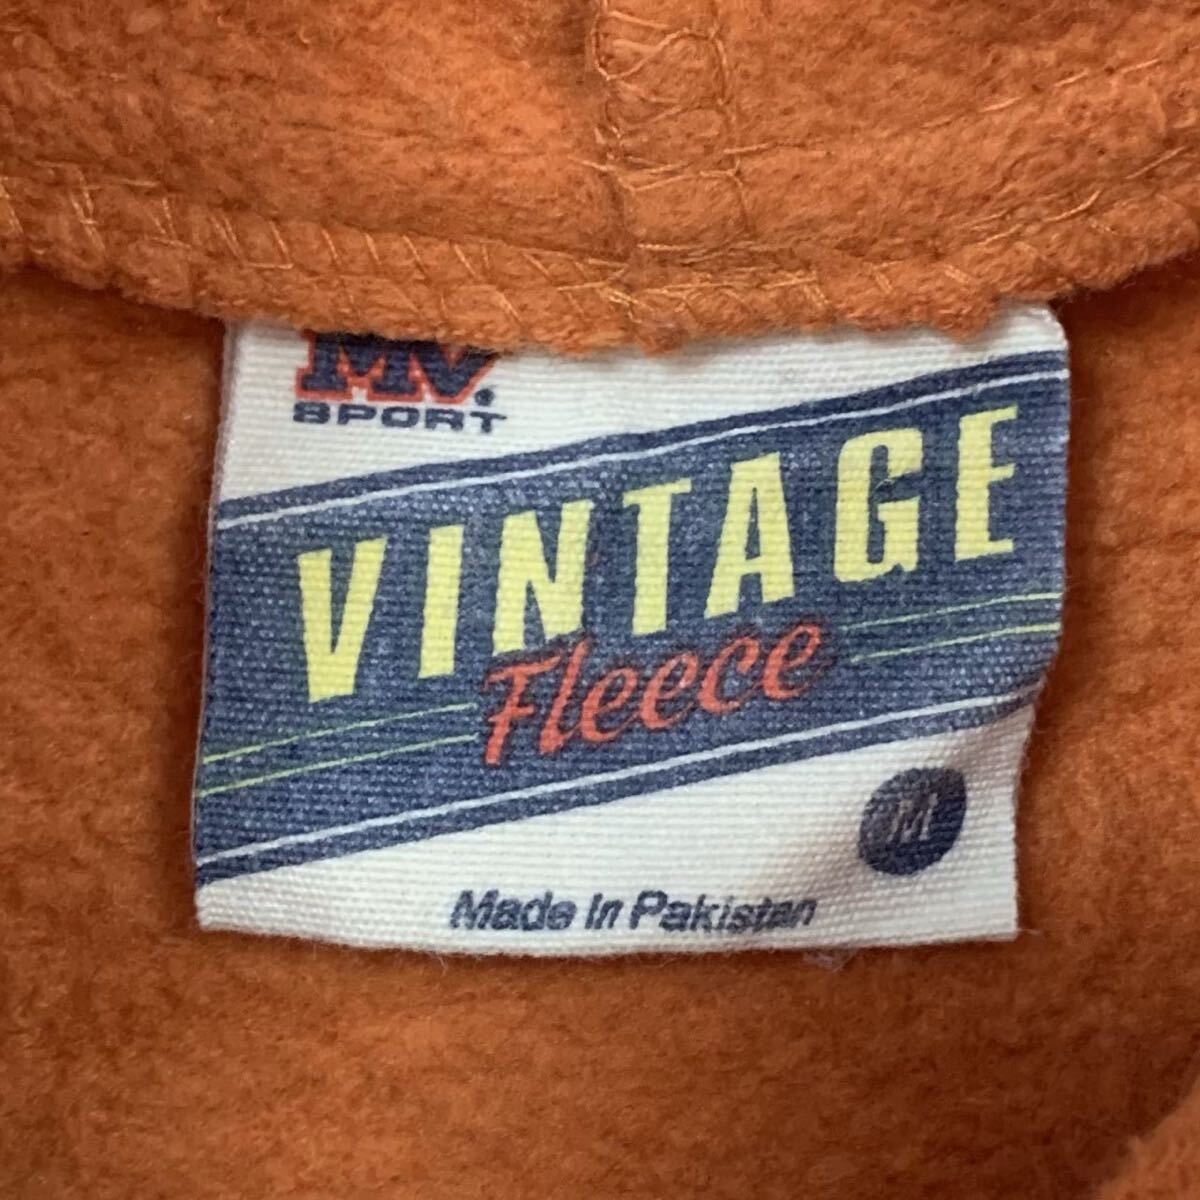 MV.
SPORT
VINTAGE
Fleece
M
Made In Pakistan